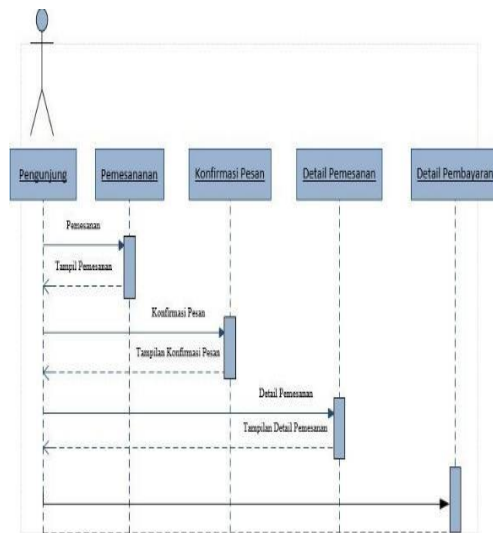 Pengunjung
Pemesananan
Konfirmasi Pesan
Detail Pemesanan
Detail Pembayaran
Pemesanan
Tampil Pemesanan
Konfirmasi Pesan
Tampilan Konfirmasi Pesan
Detail Pemesanan
Tampilan Detail Pemesanan